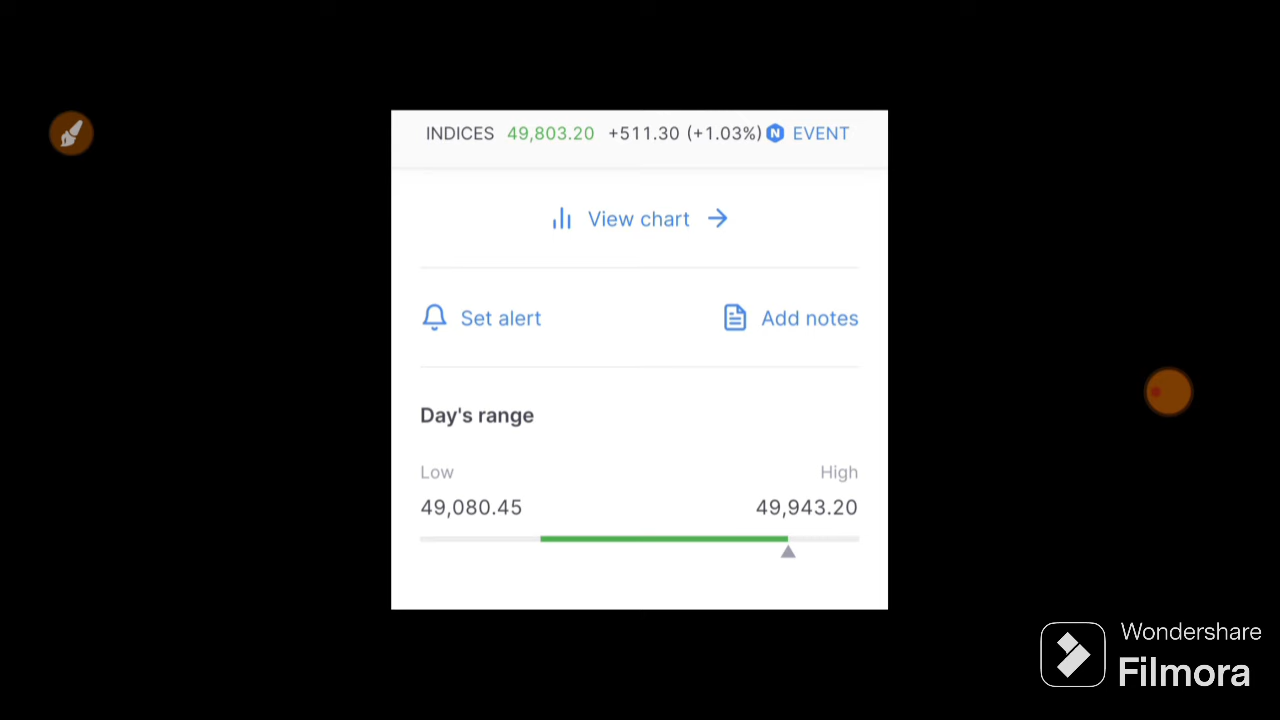 INDICES 49,803.20 +511.30 (+1.03%) N EVENT
View chart
Set alert Add notes
Day's range
Low High
49,080.45 49,943.20
Wondershare
Filmora